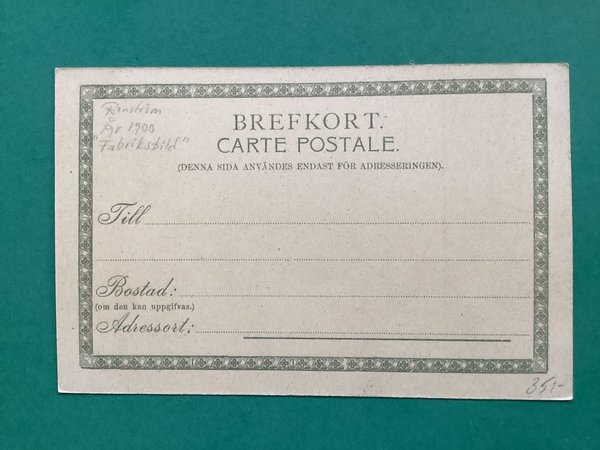 Renström
År 1900
"Fabriksbild"
BREFKORT.
CARTE POSTALE.
(DENNA SIDA ANVÄNDES ENDAST FÖR ADRESSERINGEN).
Till
Bostad:
(om den kan uppgifvas.)
Adressort:
351-